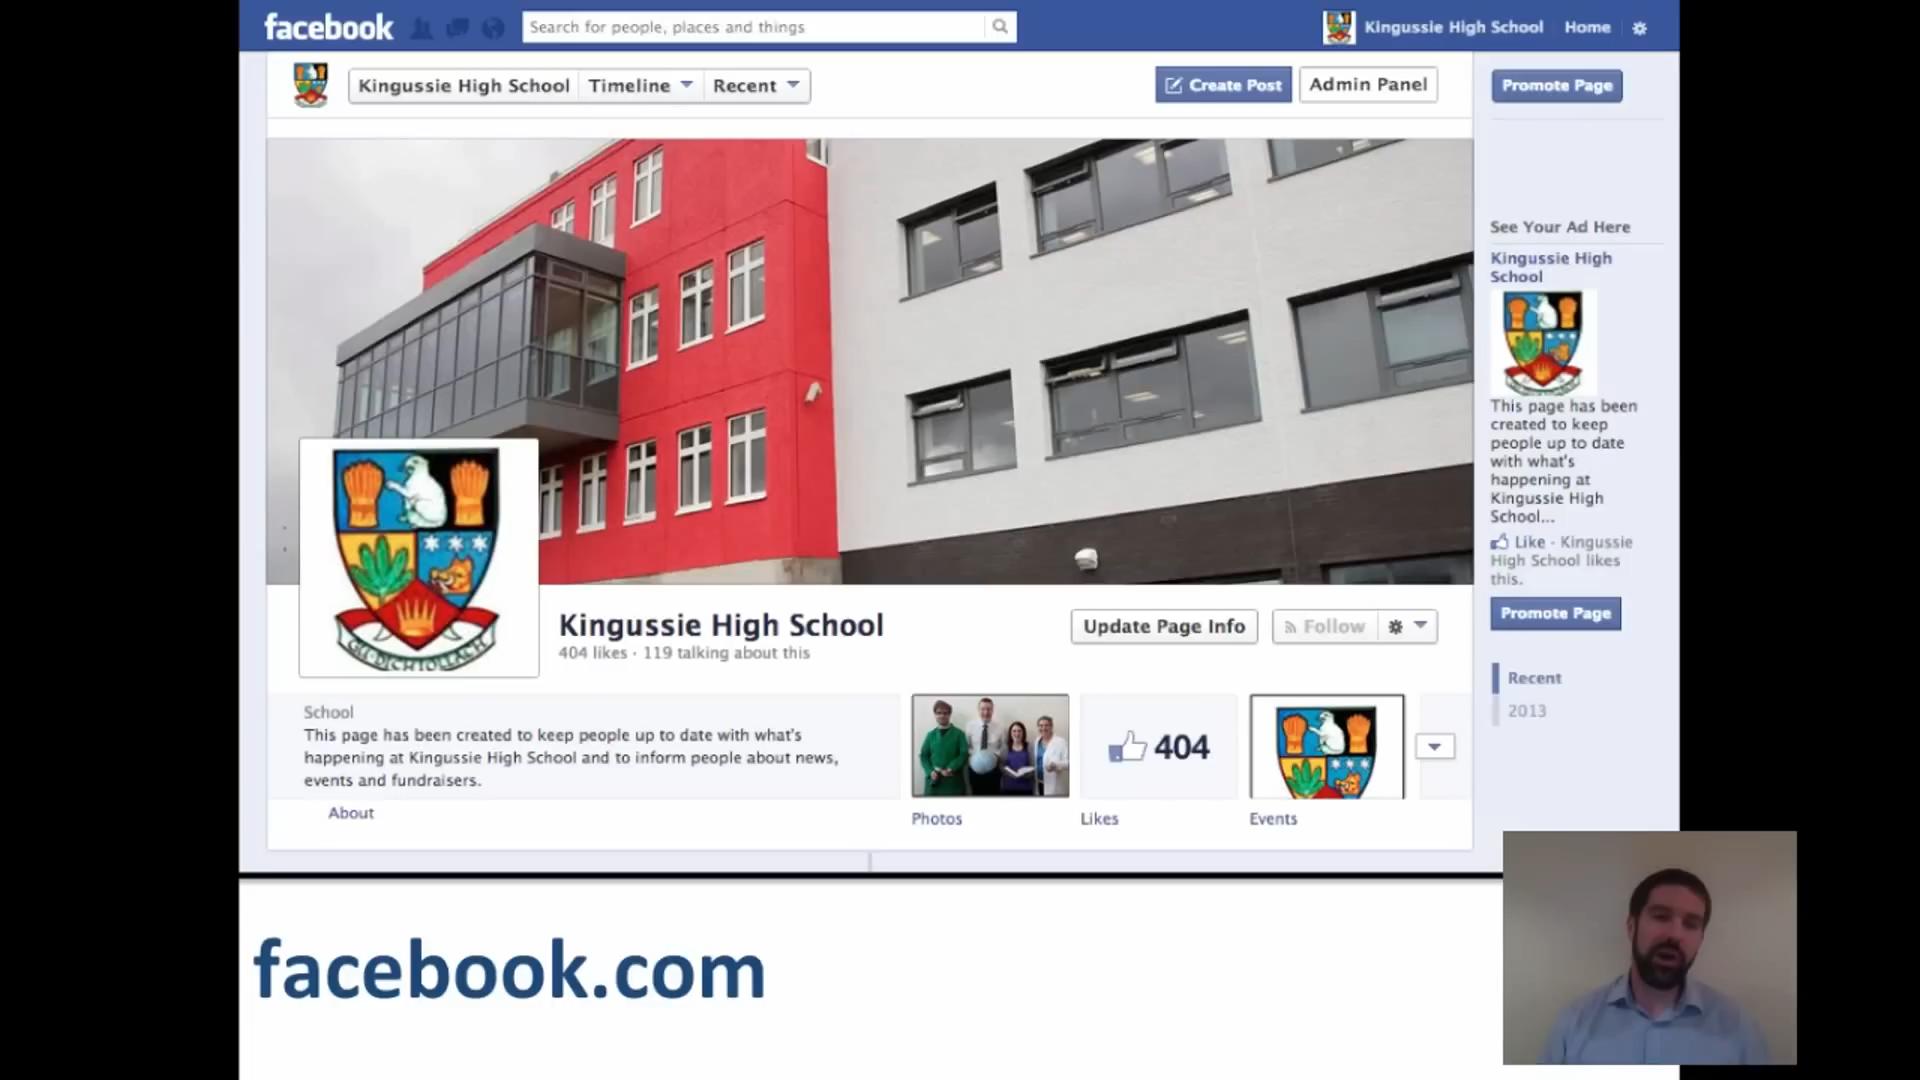 facebook
Search for people, places and things
Kingussie High School
Home
Kingussie High School
Timeline
Recent
Create Post
Admin Panel
Promote Page
See Your Ad Here
Kingussie High
School
This page has been
created to keep
people up to date
with what's
happening at
Kingussie High
School...
Like · Kingussie
High School likes
this.
Promote Page
Recent
2013
Kingussie High School
404 likes · 119 talking about this
Update Page Info
Follow
School
This page has been created to keep people up to date with what's
happening at Kingussie High School and to inform people about news,
events and fundraisers.
About
404
Photos
Likes
Events
facebook.com